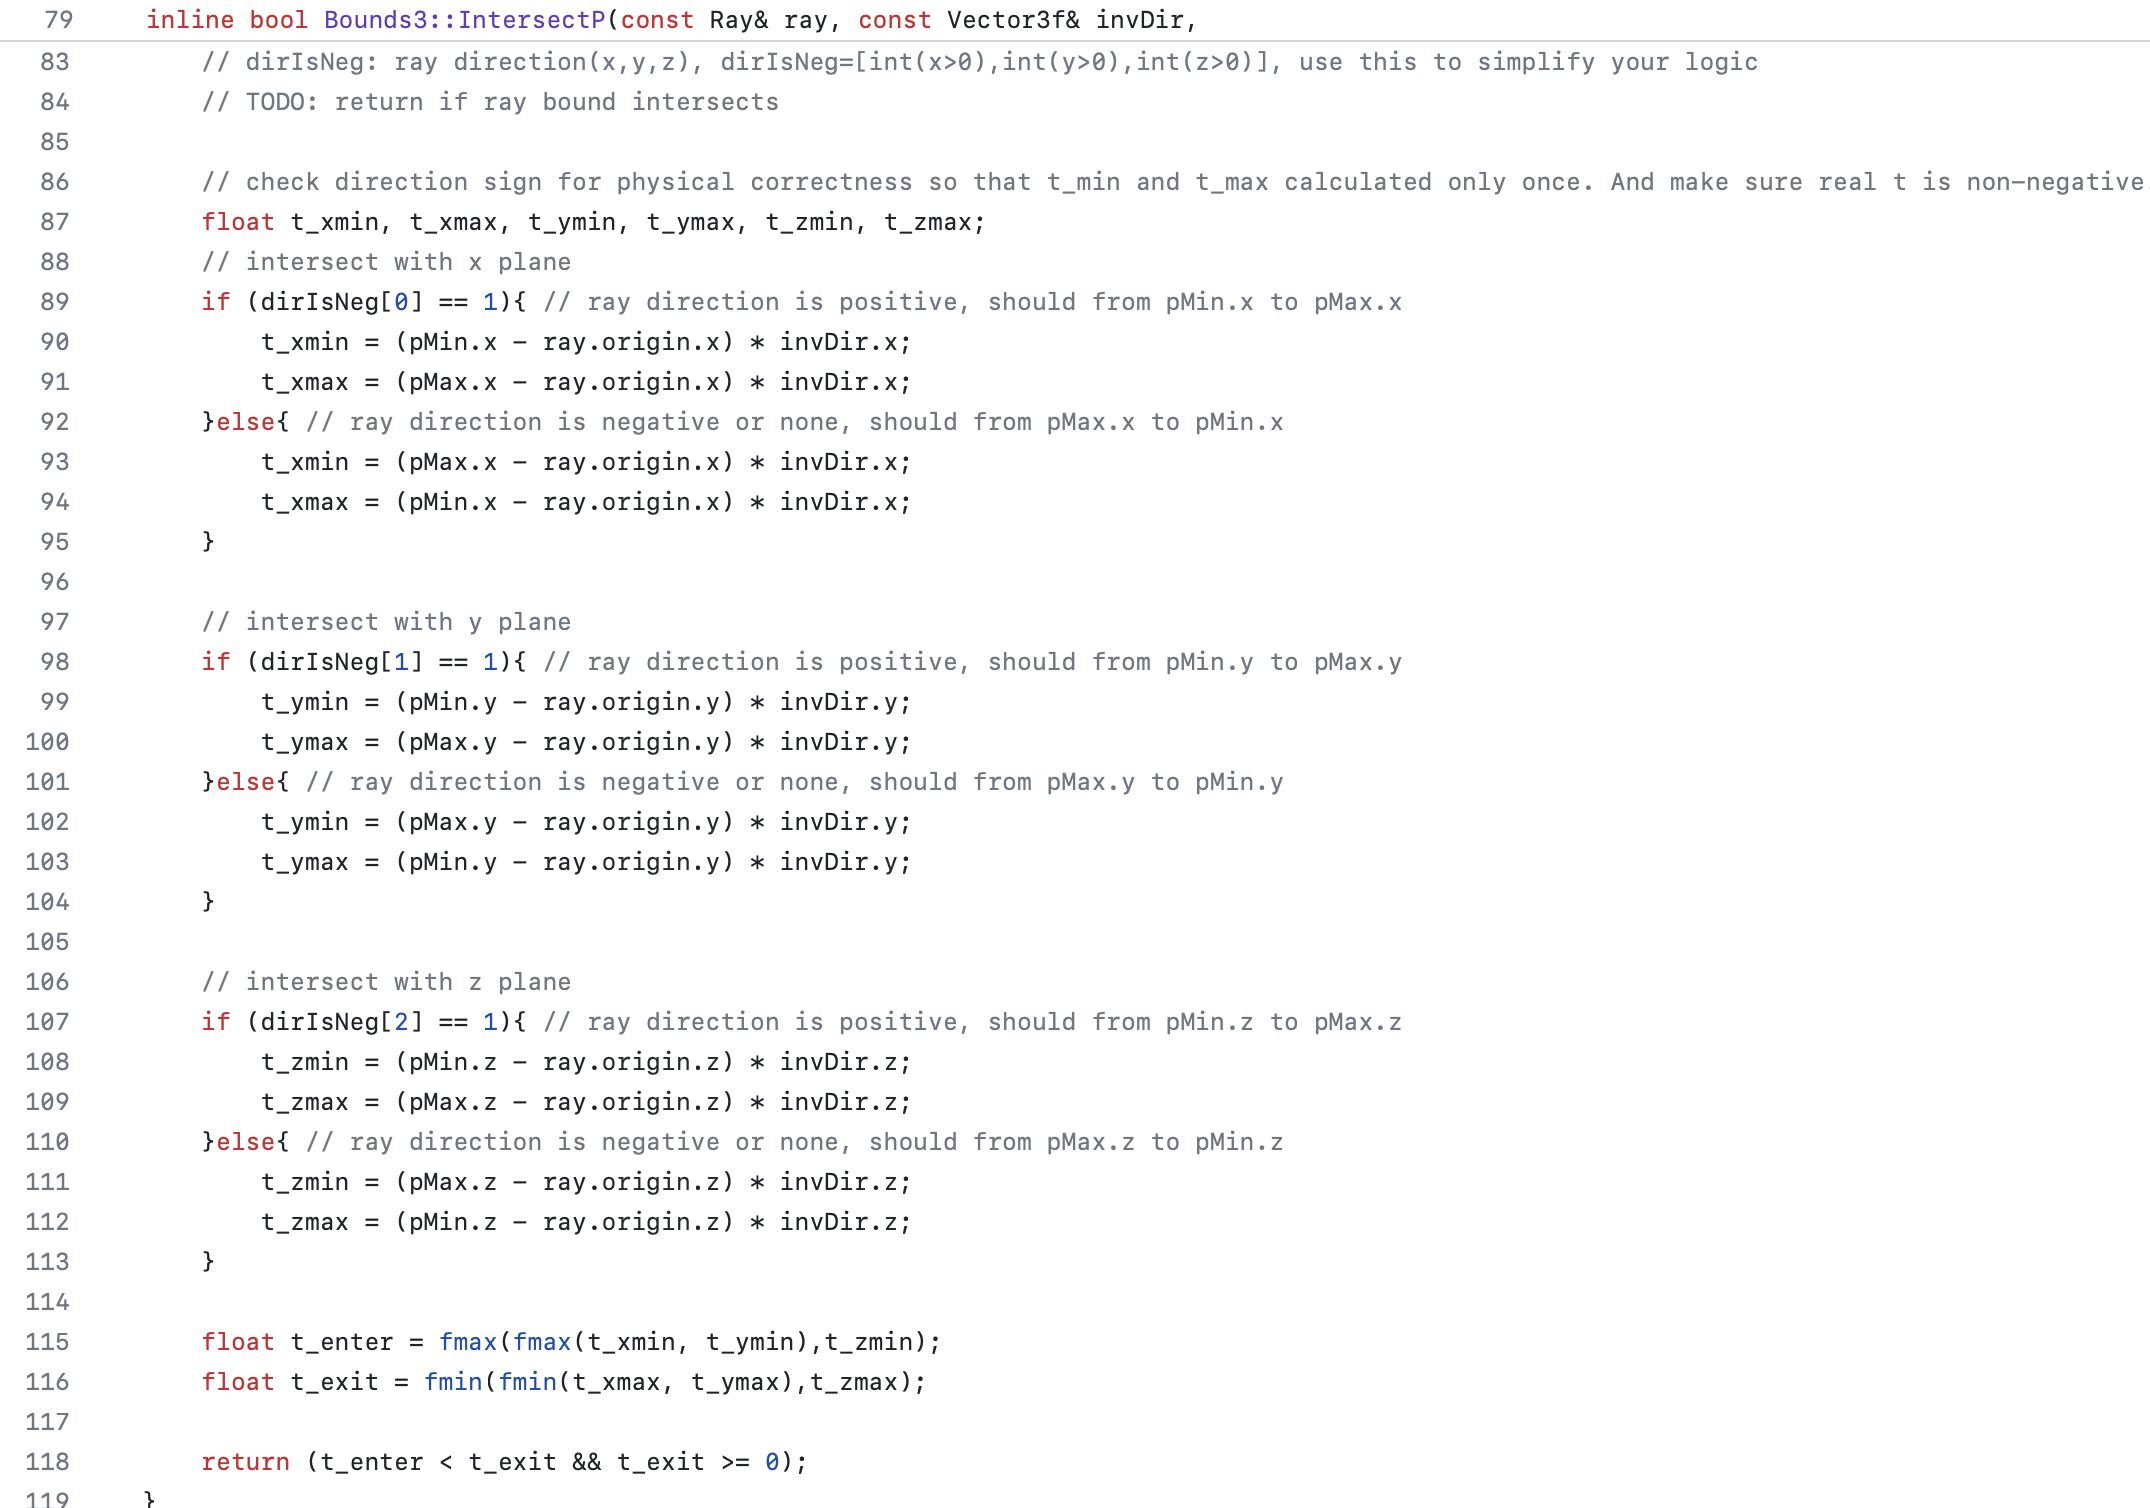 79 inline bool Bounds3::IntersectP(const Ray& ray, const Vector3f& invDir,
83 // dirIsNeg: ray direction(x,y,z), dirIsNeg=[int(x>0),int(y>0),int(z>0)], use this to simplify your logic
84 // TODO: return if ray bound intersects
85
86 // check direction sign for physical correctness so that t_min and t_max calculated only once. And make sure real t is non-negative.
87 float t_xmin, t_xmax, t_ymin, t_ymax, t_zmin, t_zmax;
88 // intersect with x plane
89 if (dirIsNeg[0] == 1){ // ray direction is positive, should from pMin.x to pMax.x
90 t_xmin = (pMin.x - ray.origin.x) * invDir.x;
91 t_xmax = (pMax.x - ray.origin.x) * invDir.x;
92 }else{ // ray direction is negative or none, should from pMax.x to pMin.x
93 t_xmin = (pMax.x - ray.origin.x) * invDir.x;
94 t_xmax = (pMin.x - ray.origin.x) * invDir.x;
95 }
96
97 // intersect with y plane
98 if (dirIsNeg[1] == 1){ // ray direction is positive, should from pMin.y to pMax.y
99 t_ymin = (pMin.y - ray.origin.y) * invDir.y;
100 t_ymax = (pMax.y - ray.origin.y) * invDir.y;
101 }else{ // ray direction is negative or none, should from pMax.y to pMin.y
102 t_ymin = (pMax.y - ray.origin.y) * invDir.y;
103 t_ymax = (pMin.y - ray.origin.y) * invDir.y;
104 }
105
106 // intersect with z plane
107 if (dirIsNeg[2] == 1){ // ray direction is positive, should from pMin.z to pMax.z
108 t_zmin = (pMin.z - ray.origin.z) * invDir.z;
109 t_zmax = (pMax.z - ray.origin.z) * invDir.z;
110 }else{ // ray direction is negative or none, should from pMax.z to pMin.z
111 t_zmin = (pMax.z - ray.origin.z) * invDir.z;
112 t_zmax = (pMin.z - ray.origin.z) * invDir.z;
113 }
114
115 float t_enter = fmax(fmax(t_xmin, t_ymin),t_zmin);
116 float t_exit = fmin(fmin(t_xmax, t_ymax),t_zmax);
117
118 return (t_enter < t_exit && t_exit >= 0);
119 }